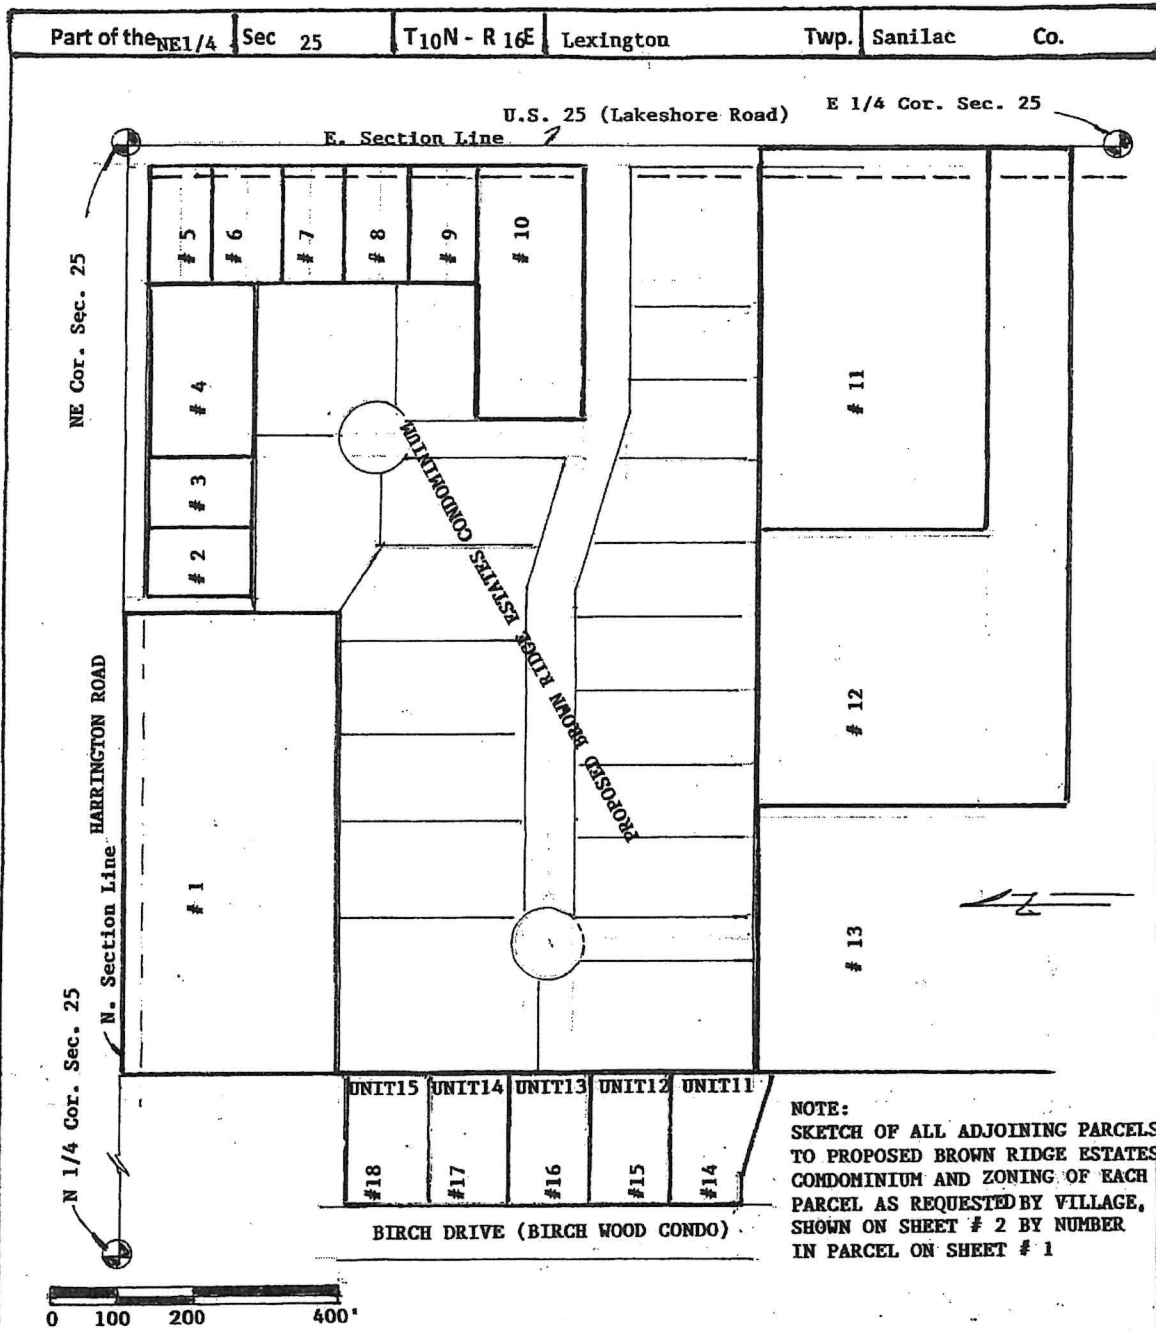 Part of the NE1/4 Sec 25 T10N - R 16E Lexington Twp. Sanilac Co.
U.S. 25 (Lakeshore Road)
E 1/4 Cor. Sec. 25
E. Section Line
NE Cor. Sec. 25
# 5
# 6
# 7
# 8
# 9
# 10
# 4
# 3
# 2
# 11
# 12
# 13
# 1
PROPOSED BROWN RIDGE ESTATES CONDOMINIUM
HARRINGTON ROAD
N. Section Line
N 1/4 Cor. Sec. 25
UNIT15 UNIT14 UNIT13 UNIT12 UNIT11
#18 #17 #16 #15 #14
BIRCH DRIVE (BIRCH WOOD CONDO)
NOTE:
SKETCH OF ALL ADJOINING PARCELS
TO PROPOSED BROWN RIDGE ESTATES
COMDOMINIUM AND ZONING OF EACH
PARCEL AS REQUESTED BY VILLAGE,
SHOWN ON SHEET # 2 BY NUMBER
IN PARCEL ON SHEET # 1
0 100 200 400'
Z